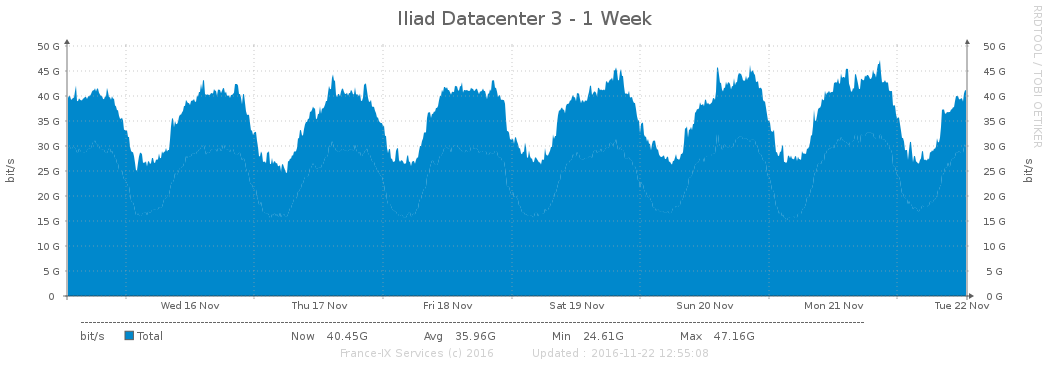 Iliad Datacenter 3 - 1 Week
RRDTOOL / TOBI OETIKER
50 G 50 G
45 G 45 G
40 G 40 G
35 G 35 G
30 G 30 G
25 G 25 G
20 G 20 G
15 G 15 G
10 G 10 G
5 G 5 G
0 0 G
bit/s bit/s
Wed 16 Nov Thu 17 Nov Fri 18 Nov Sat 19 Nov Sun 20 Nov Mon 21 Nov Tue 22 Nov
bit/s Total Now 40.45G Avg 35.96G Min 24.61G Max 47.16G
France-IX Services (c) 2016 Updated : 2016-11-22 12:55:08